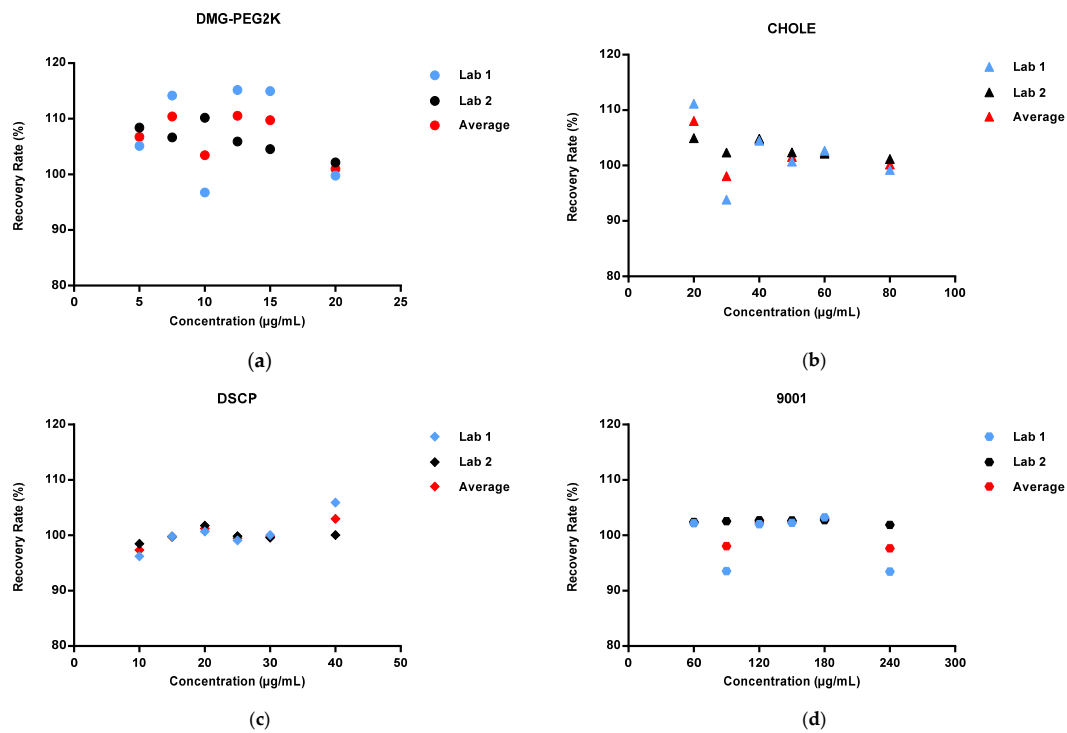 DMG-PEG2K
120
110
100
90
80
Recovery Rate (%)
0 5 10 15 20 25
Concentration (µg/mL)
Lab 1
Lab 2
Average
(a)
CHOLE
120
110
100
90
80
Recovery Rate (%)
0 20 40 60 80 100
Concentration (µg/mL)
Lab 1
Lab 2
Average
(b)
DSCP
120
110
100
90
80
Recovery Rate (%)
0 10 20 30 40 50
Concentration (µg/mL)
Lab 1
Lab 2
Average
(c)
9001
120
110
100
90
80
Recovery Rate (%)
0 60 120 180 240 300
Concentration (µg/mL)
Lab 1
Lab 2
Average
(d)